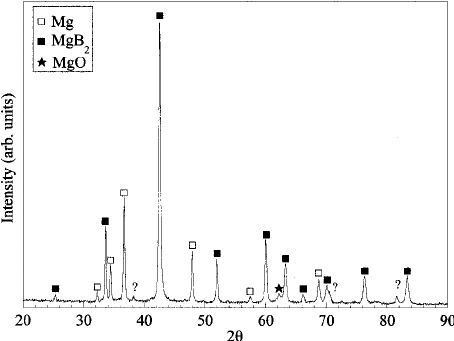 Mg
MgB2
MgO
Intensity (arb. units)
? ? ?
20 30 40 50 60 70 80 90
2θ